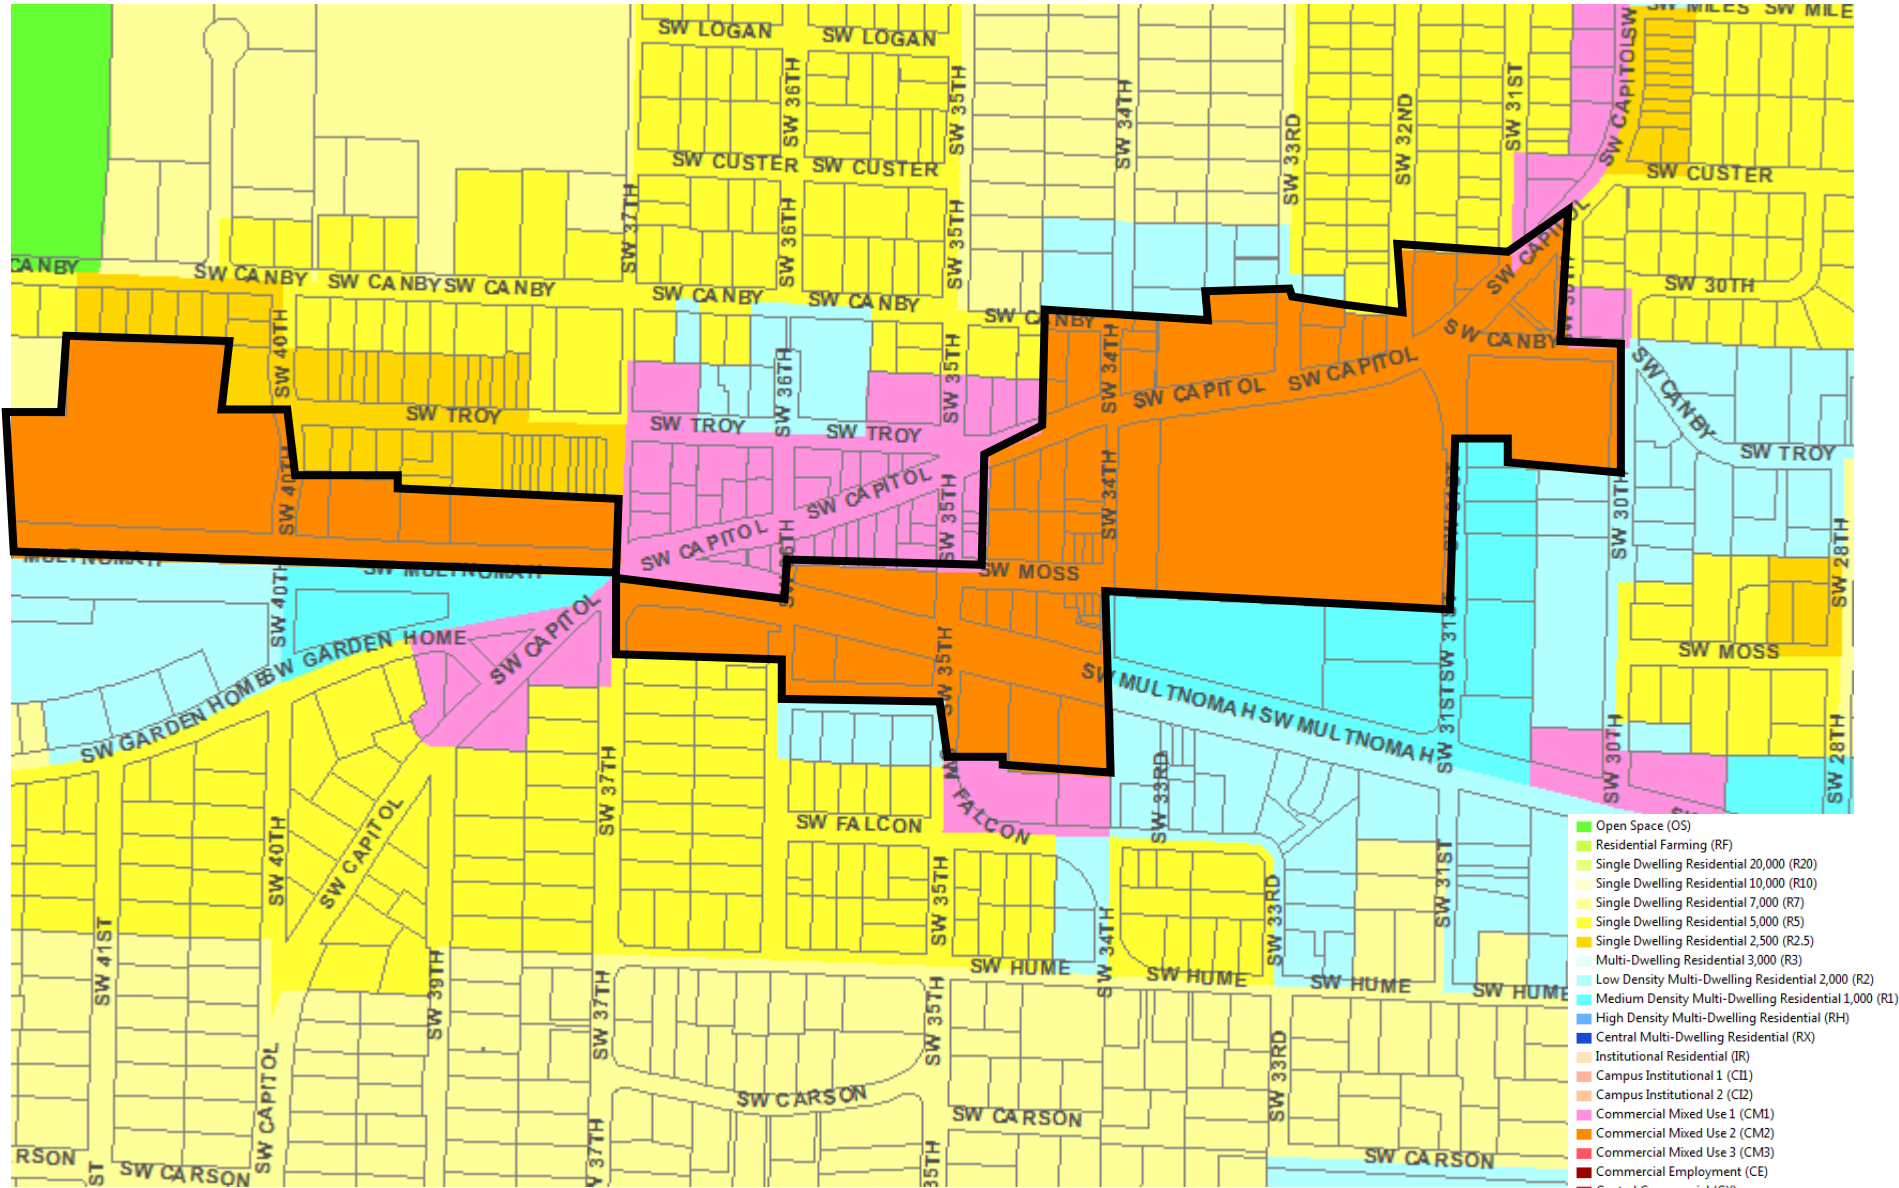 SW MILES SW MILE
SW LOGAN SW LOGAN
SW CAPITOL SW
SW 36TH SW 35TH SW 34TH SW 33RD SW 32ND SW 31ST
SW CUSTER SW CUSTER SW CUSTER
SW 37TH SW 36TH SW 35TH
SW CAPITOL
CANBY SW CANBY SW CANBY SW CANBY SW CANBY SW CANBY SW 30TH
SW CANBY SW CANBY
SW 40TH SW 36TH SW 35TH SW 34TH SW CAPITOL SW CAPITOL SW CANBY
SW TROY SW TROY SW TROY SW TROY
SW 40TH SW CAPITOL SW 35TH SW 34TH SW 30TH SW 28TH
SW CAPITOL
MULTNOMAH SW MULTNOMAH SW MOSS
SW 40TH SW GARDEN HOME SW CAPITOL SW 35TH SW 31ST SW MOSS
SW GARDEN HOME SW MULTNOMAH SW MULTNOMAH SW 31ST
SW 37TH SW 33RD SW 30TH SW 28TH
SW 40TH SW CAPITOL SW FALCON FALCON
SW 41ST SW 39TH SW 35TH SW 34TH SW 33RD SW 31ST
SW HUME SW HUME SW HUME SW HUME
SW CAPITOL SW 37TH SW 35TH SW 33RD
SW CARSON SW CARSON
RSON SW CARSON 37TH 35TH SW CARSON
ST
Open Space (OS)
Residential Farming (RF)
Single Dwelling Residential 20,000 (R20)
Single Dwelling Residential 10,000 (R10)
Single Dwelling Residential 7,000 (R7)
Single Dwelling Residential 5,000 (R5)
Single Dwelling Residential 2,500 (R2.5)
Multi-Dwelling Residential 3,000 (R3)
Low Density Multi-Dwelling Residential 2,000 (R2)
Medium Density Multi-Dwelling Residential 1,000 (R1)
High Density Multi-Dwelling Residential (RH)
Central Multi-Dwelling Residential (RX)
Institutional Residential (IR)
Campus Institutional 1 (CI1)
Campus Institutional 2 (CI2)
Commercial Mixed Use 1 (CM1)
Commercial Mixed Use 2 (CM2)
Commercial Mixed Use 3 (CM3)
Commercial Employment (CE)